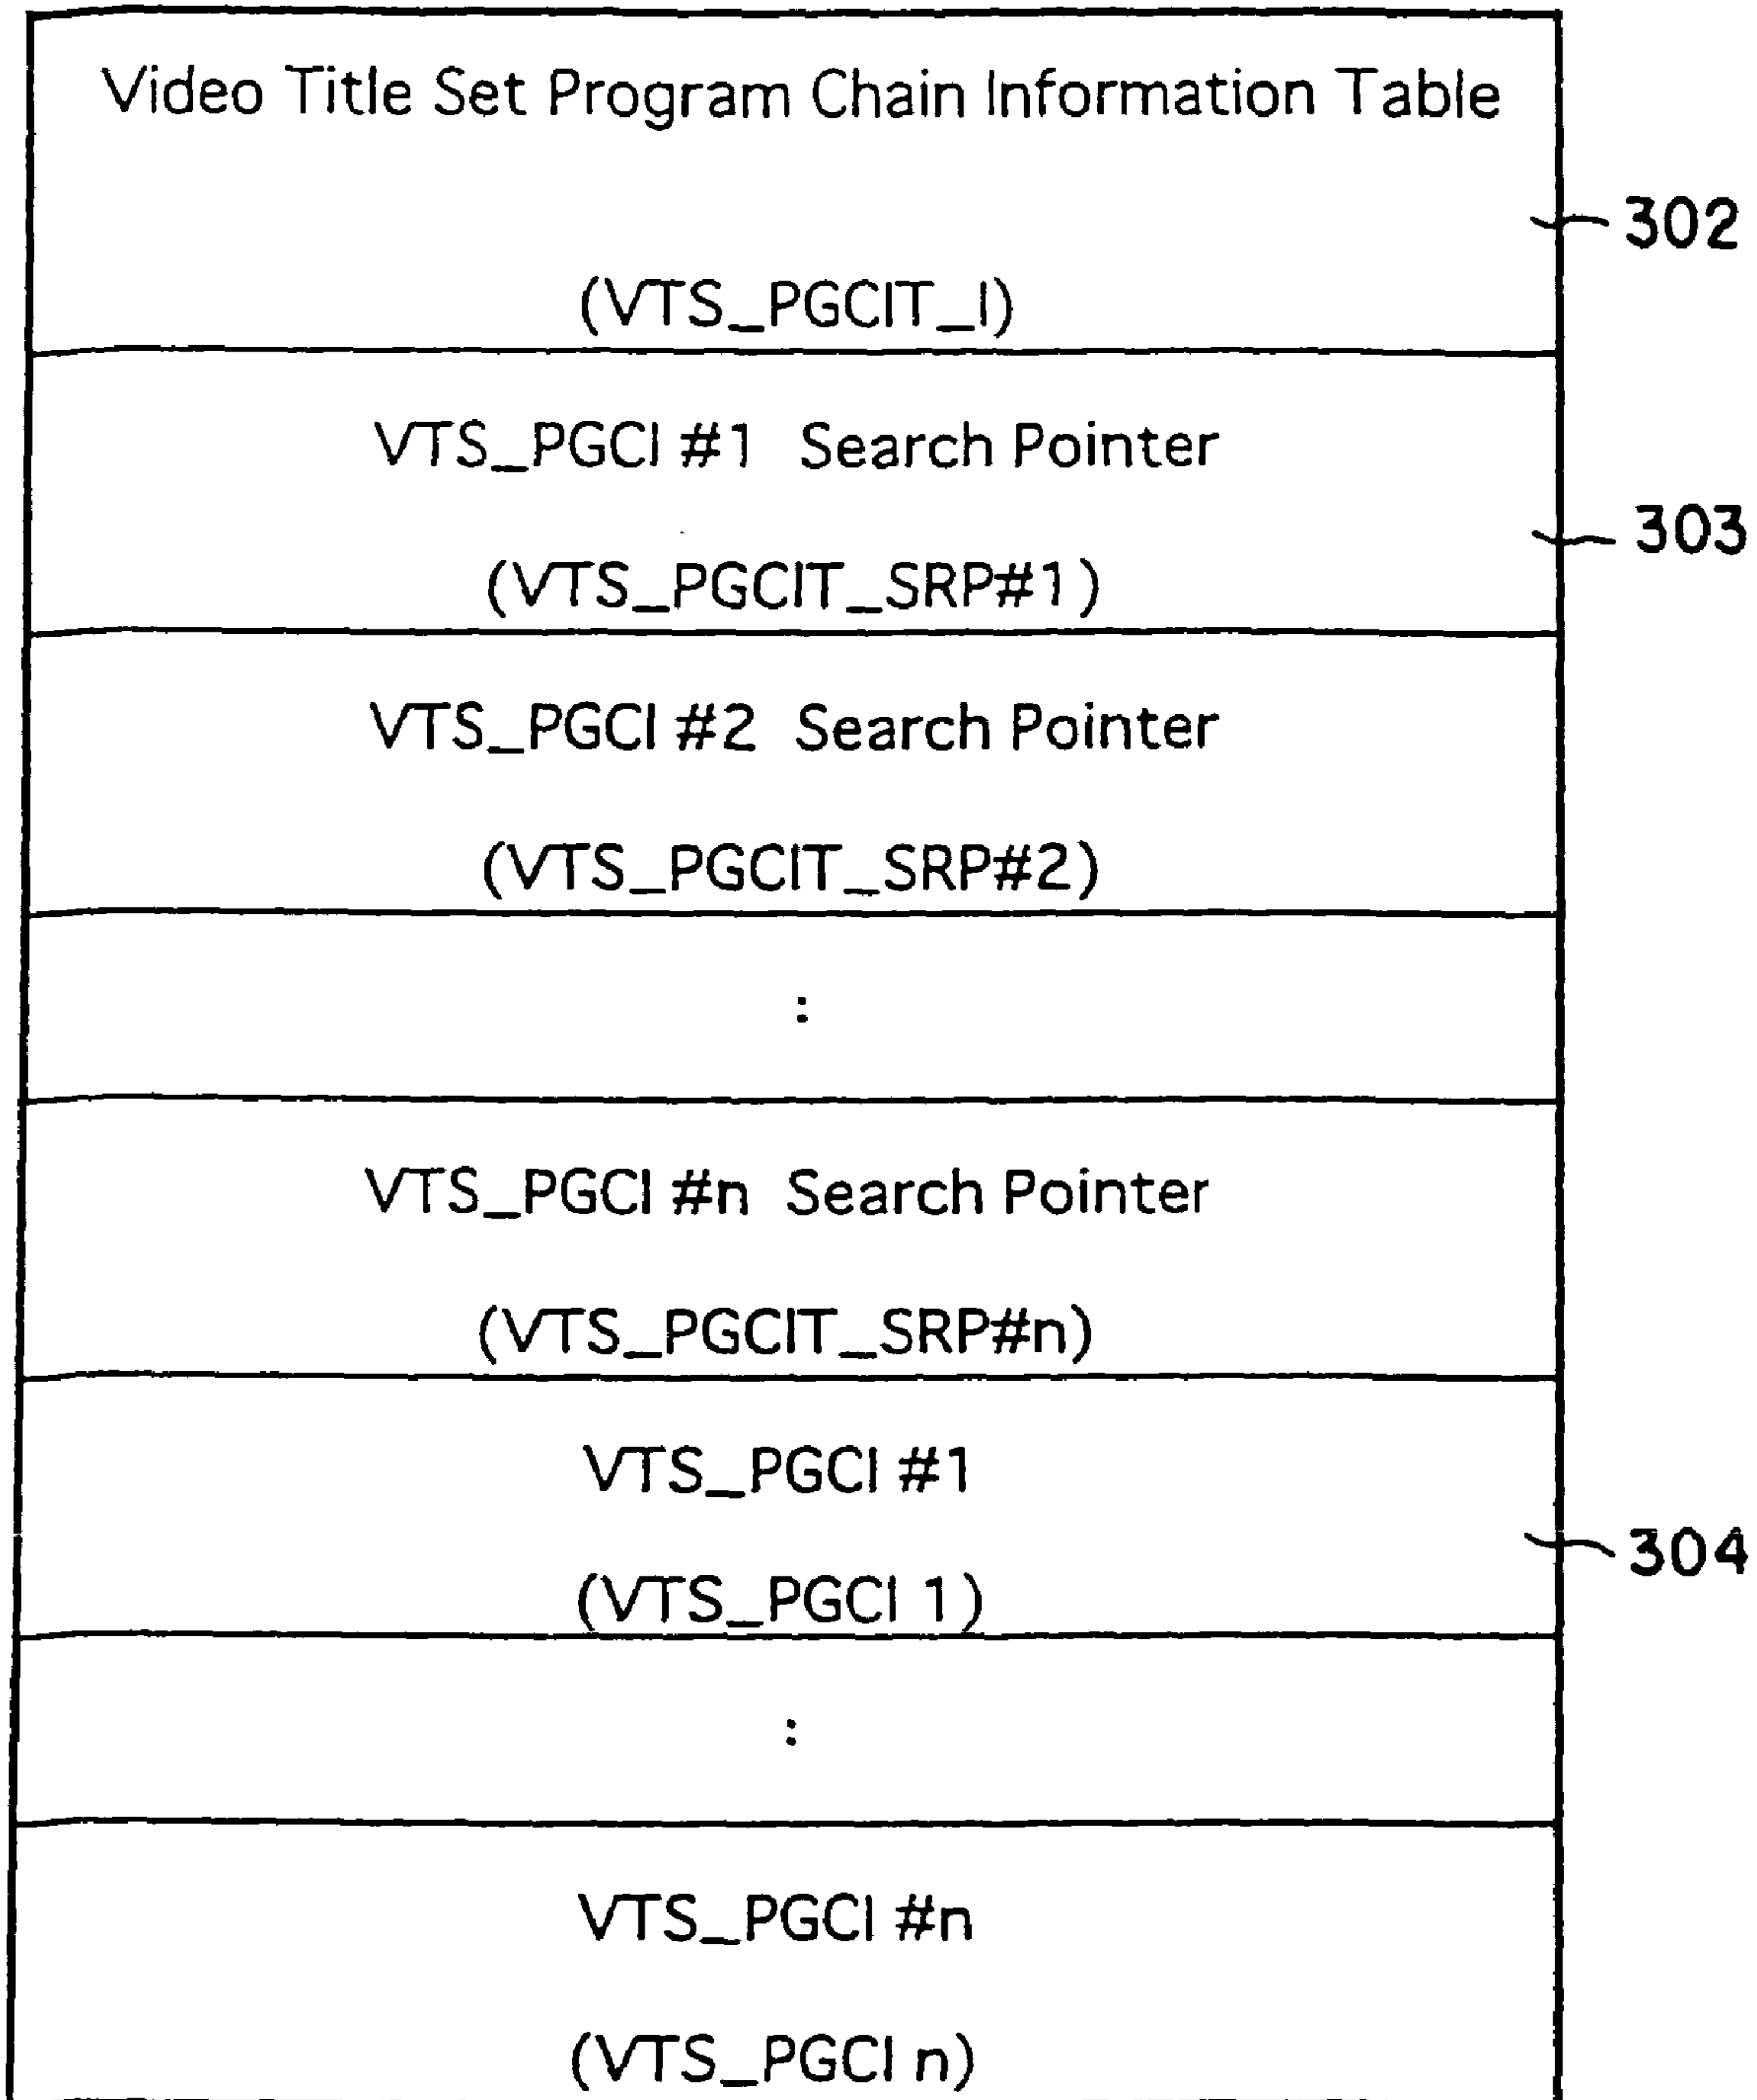 Video Title Set Program Chain Information Table
302
(VTS_PGCIT_I)
VTS_PGCI #1 Search Pointer
303
(VTS_PGCIT_SRP#1)
VTS_PGCI #2 Search Pointer
(VTS_PGCIT_SRP#2)
:
VTS_PGCI #n Search Pointer
(VTS_PGCIT_SRP#n)
VTS_PGCI #1
304
(VTS_PGCI 1)
:
VTS_PGCI #n
(VTS_PGCI n)